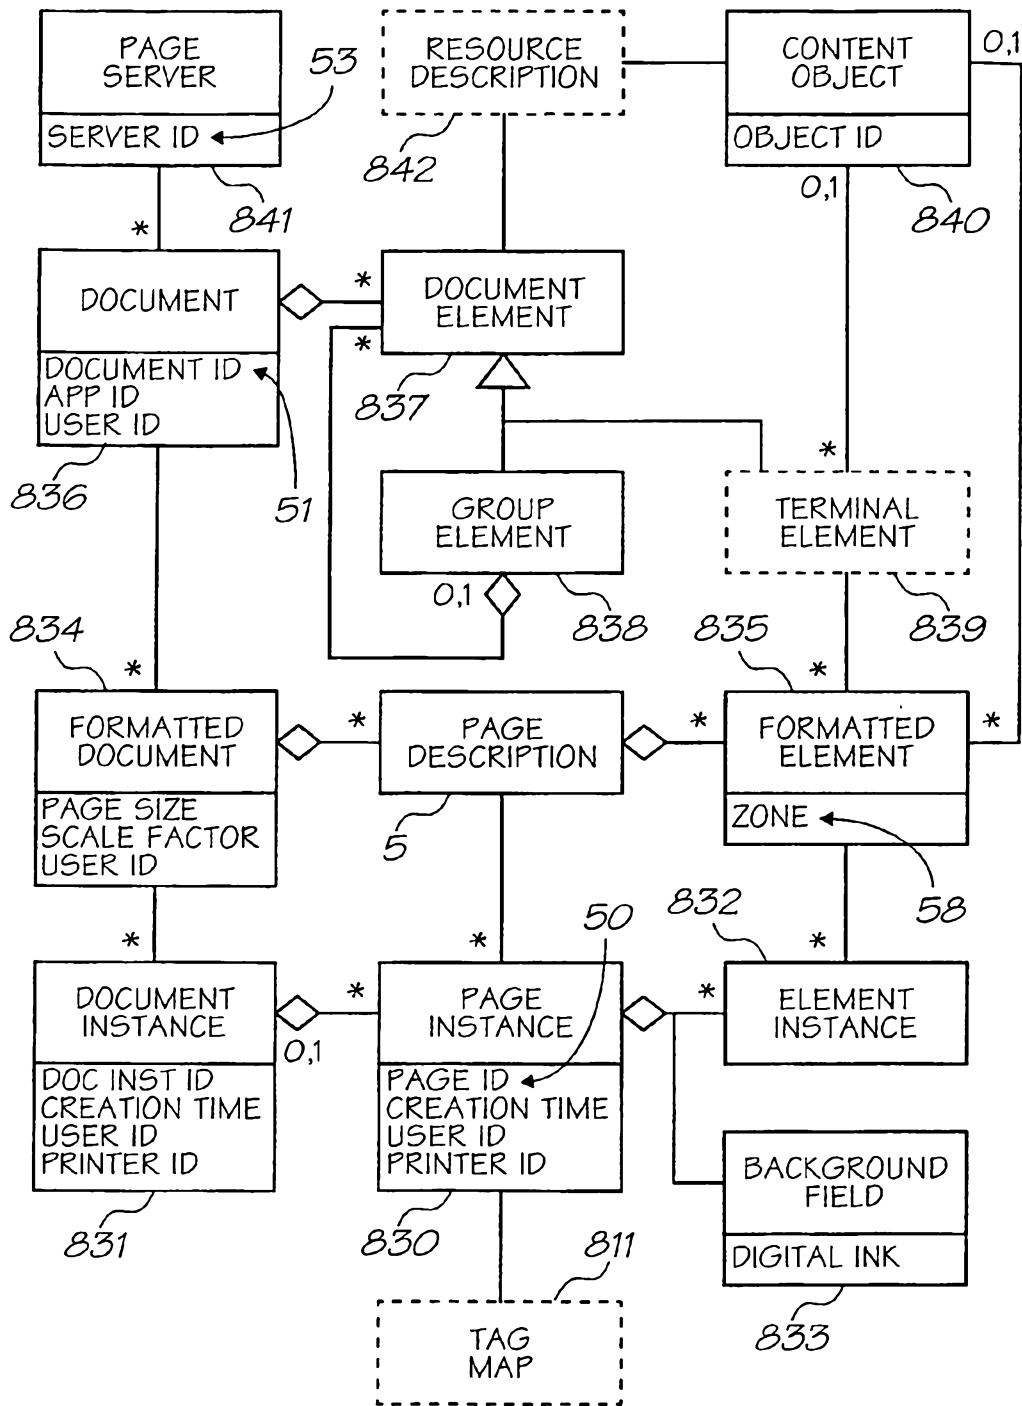 PAGE
SERVER
SERVER ID
53
841
*
RESOURCE
DESCRIPTION
842
CONTENT
OBJECT
OBJECT ID
0,1
0,1
840
DOCUMENT
DOCUMENT ID
APP ID
USER ID
836
51
*
*
DOCUMENT
ELEMENT
837
GROUP
ELEMENT
0,1
838
*
TERMINAL
ELEMENT
839
834
*
FORMATTED
DOCUMENT
PAGE SIZE
SCALE FACTOR
USER ID
*
PAGE
DESCRIPTION
5
835
*
*
*
FORMATTED
ELEMENT
ZONE
58
*
DOCUMENT
INSTANCE
0,1
DOC INST ID
CREATION TIME
USER ID
PRINTER ID
831
*
*
50
PAGE
INSTANCE
PAGE ID
CREATION TIME
USER ID
PRINTER ID
830
832
*
*
ELEMENT
INSTANCE
BACKGROUND
FIELD
DIGITAL INK
833
811
TAG
MAP